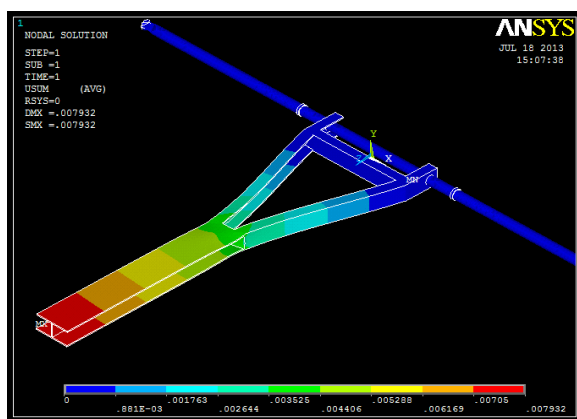 1
NODAL SOLUTION
STEP=1
SUB =1
TIME=1
USUM (AVG)
RSYS=0
DMX =.007932
SMX =.007932
ANSYS
JUL 18 2013
15:07:38
Y
Z X
MN
MX
0 .001763 .003525 .005288 .00705
.881E-03 .002644 .004406 .006169 .007932